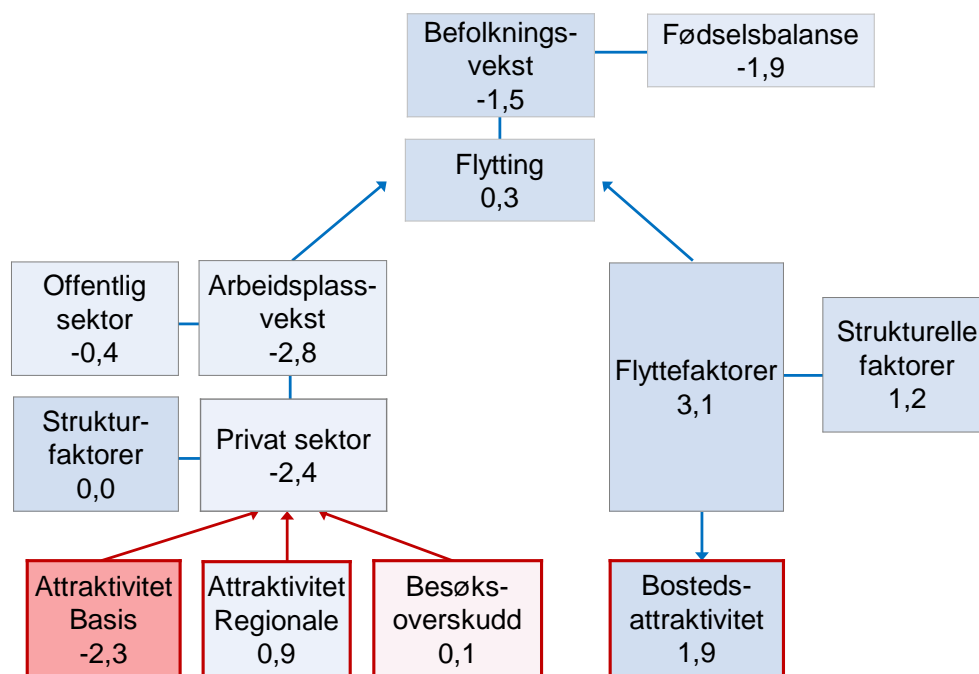 Befolknings-
vekst
-1,5
Fødselsbalanse
-1,9
Flytting
0,3
Offentlig
sektor
-0,4
Arbeidsplass-
vekst
-2,8
Flyttefaktorer
3,1
Strukturelle
faktorer
1,2
Struktur-
faktorer
0,0
Privat sektor
-2,4
Attraktivitet
Basis
-2,3
Attraktivitet
Regionale
0,9
Besøks-
overskudd
0,1
Bosteds-
attraktivitet
1,9